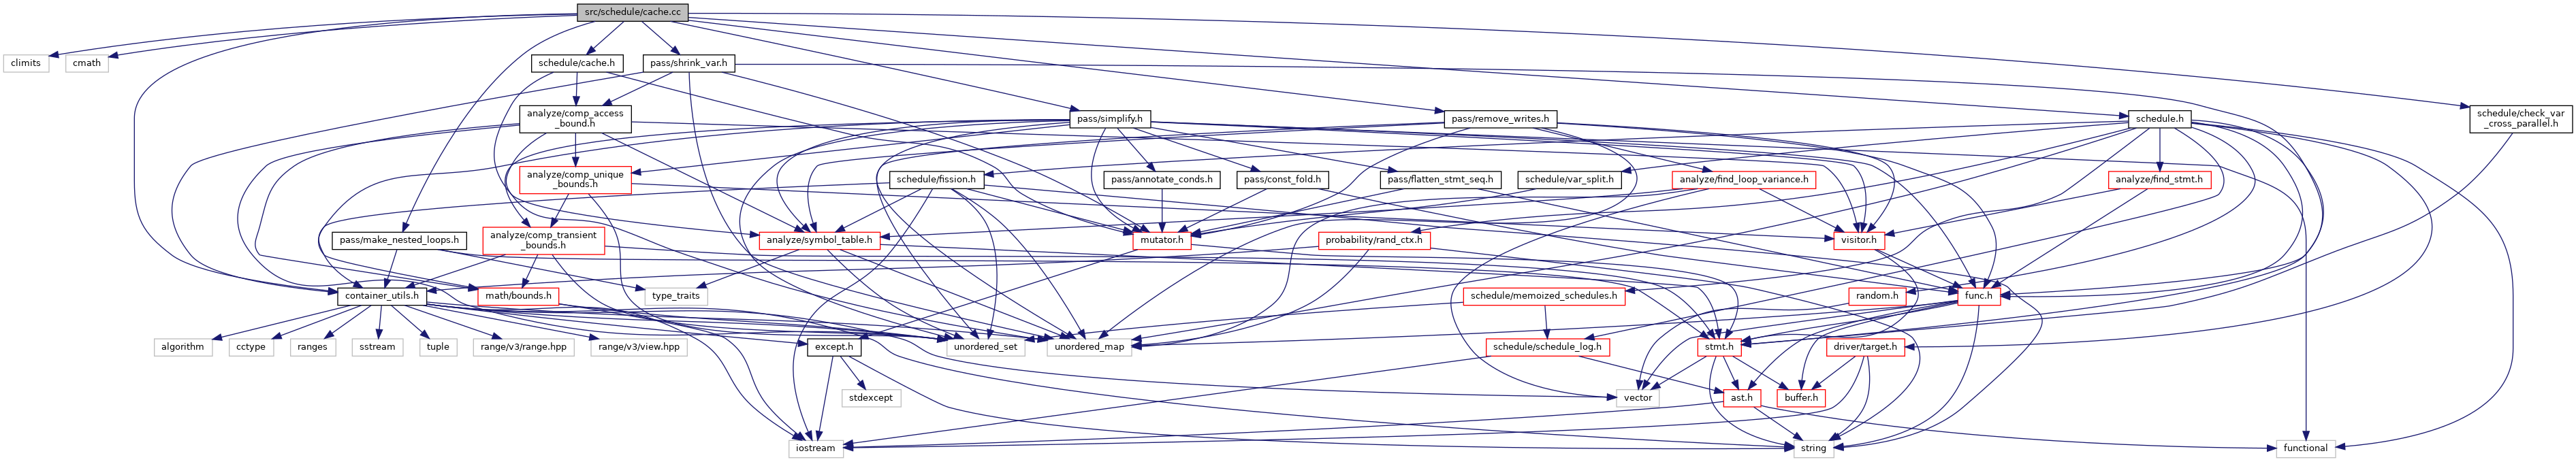 src/schedule/cache.cc
climits
cmath
schedule/cache.h
pass/shrink_var.h
analyze/comp_access
_bound.h
pass/simplify.h
pass/remove_writes.h
schedule.h
schedule/check_var
_cross_parallel.h
analyze/comp_unique
_bounds.h
schedule/fission.h
pass/annotate_conds.h
pass/const_fold.h
pass/flatten_stmt_seq.h
schedule/var_split.h
analyze/find_loop_variance.h
analyze/find_stmt.h
pass/make_nested_loops.h
analyze/comp_transient
_bounds.h
analyze/symbol_table.h
mutator.h
probability/rand_ctx.h
visitor.h
container_utils.h
math/bounds.h
type_traits
schedule/memoized_schedules.h
random.h
func.h
algorithm
cctype
ranges
sstream
tuple
range/v3/range.hpp
range/v3/view.hpp
except.h
unordered_set
unordered_map
schedule/schedule_log.h
stmt.h
driver/target.h
stdexcept
vector
ast.h
buffer.h
iostream
string
functional